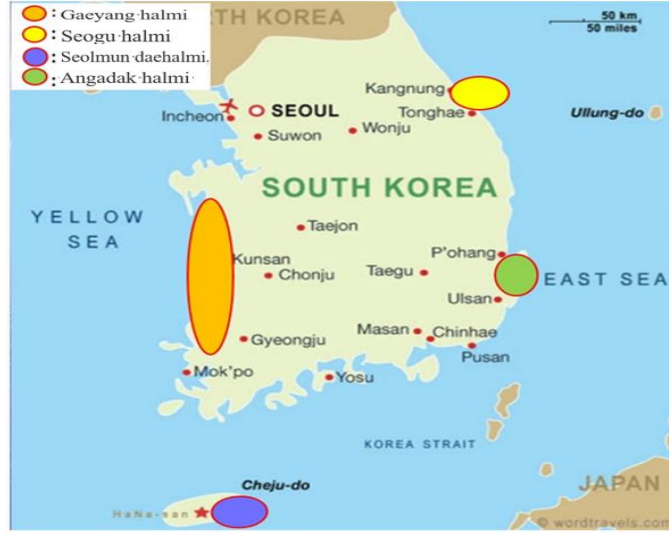 : Gaeyang halmi
: Seogu halmi
: Seolmun daehalmi.
: Angadak halmi
NORTH KOREA
50 km
50 miles
Kangnung
Tonghae
Ullung-do
Incheon
SEOUL
Suwon
Wonju
SOUTH KOREA
YELLOW
SEA
Taejon
Kunsan
Chonju
Taegu
P'ohang
EAST SEA
Ulsan
Gyeongju
Masan
Chinhae
Pusan
Mok'po
Yosu
KOREA STRAIT
Cheju-do
HaNa-san
JAPAN
© wordtravels.com